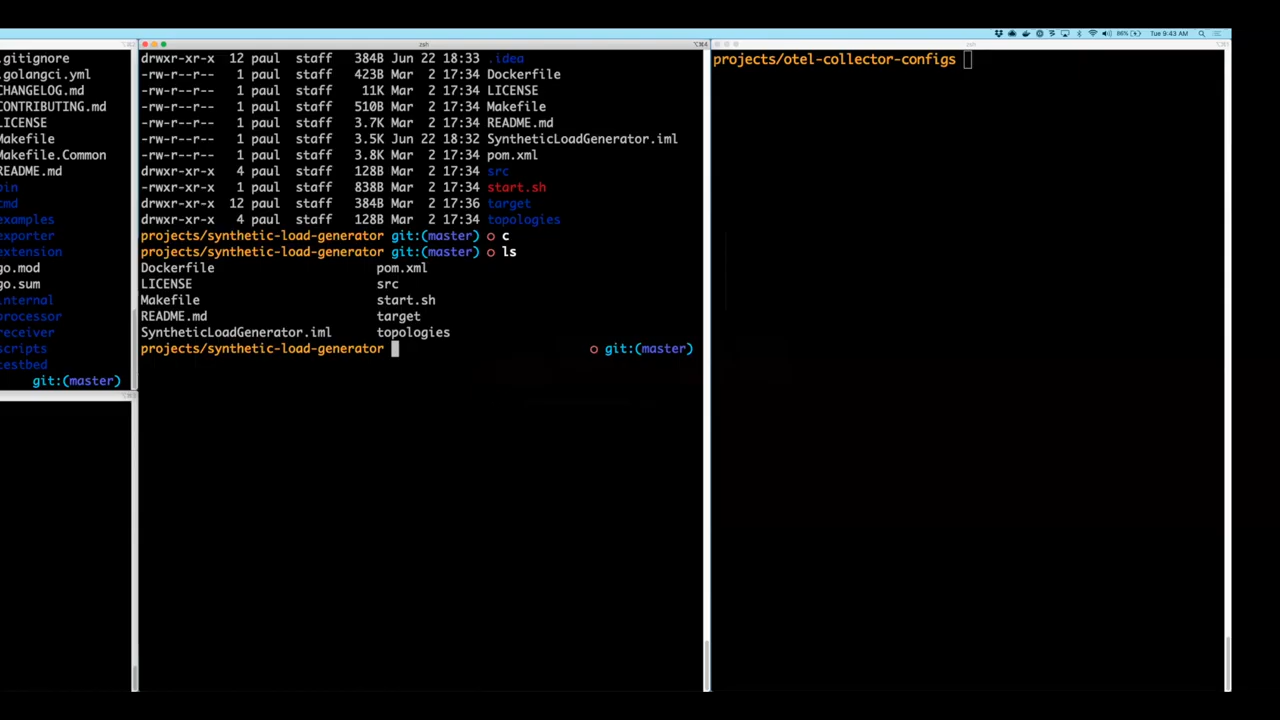 86% Tue 9:43 AM
zsh
zsh
.gitignore
.golangci.yml
CHANGELOG.md
CONTRIBUTING.md
LICENSE
Makefile
Makefile.Common
README.md
bin
cmd
examples
exporter
extension
go.mod
go.sum
internal
processor
receiver
scripts
testbed
git:(master)
drwxr-xr-x 12 paul staff 384B Jun 22 18:33 .idea
-rw-r--r-- 1 paul staff 423B Mar 2 17:34 Dockerfile
-rw-r--r-- 1 paul staff 11K Mar 2 17:34 LICENSE
-rw-r--r-- 1 paul staff 510B Mar 2 17:34 Makefile
-rw-r--r-- 1 paul staff 3.7K Mar 2 17:34 README.md
-rw-r--r-- 1 paul staff 3.5K Jun 22 18:32 SyntheticLoadGenerator.iml
-rw-r--r-- 1 paul staff 3.8K Mar 2 17:34 pom.xml
drwxr-xr-x 4 paul staff 128B Mar 2 17:34 src
-rwxr-xr-x 1 paul staff 838B Mar 2 17:34 start.sh
drwxr-xr-x 12 paul staff 384B Mar 2 17:36 target
drwxr-xr-x 4 paul staff 128B Mar 2 17:34 topologies
projects/synthetic-load-generator git:(master) ○ c
projects/synthetic-load-generator git:(master) ○ ls
Dockerfile pom.xml
LICENSE src
Makefile start.sh
README.md target
SyntheticLoadGenerator.iml topologies
projects/synthetic-load-generator ○ git:(master)
projects/otel-collector-configs